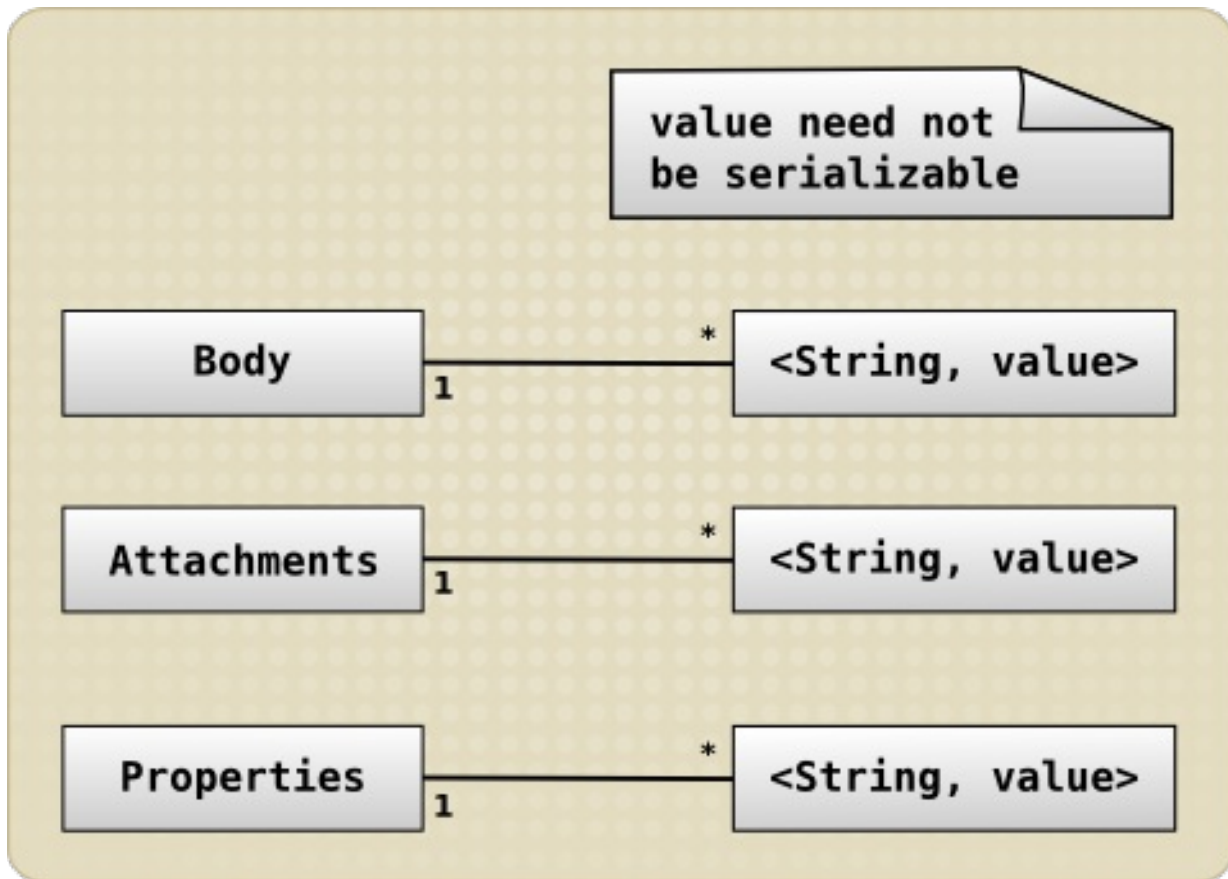 value need not
be serializable
*
Body
<String, value>
1
*
Attachments
<String, value>
1
*
Properties
<String, value>
1